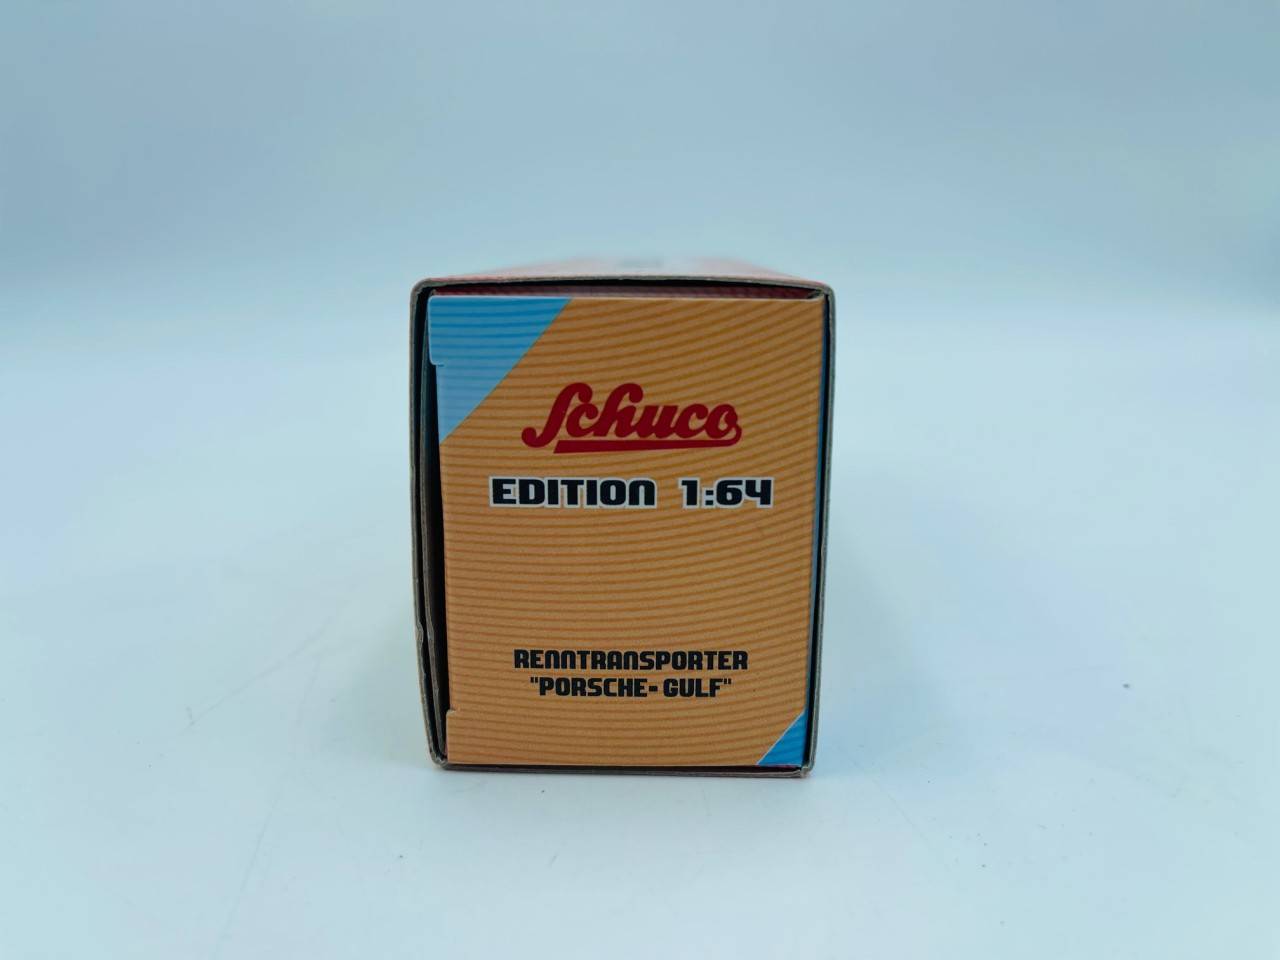 Schuco
EDITION 1:64
RENNTRANSPORTER
"PORSCHE-GULF"